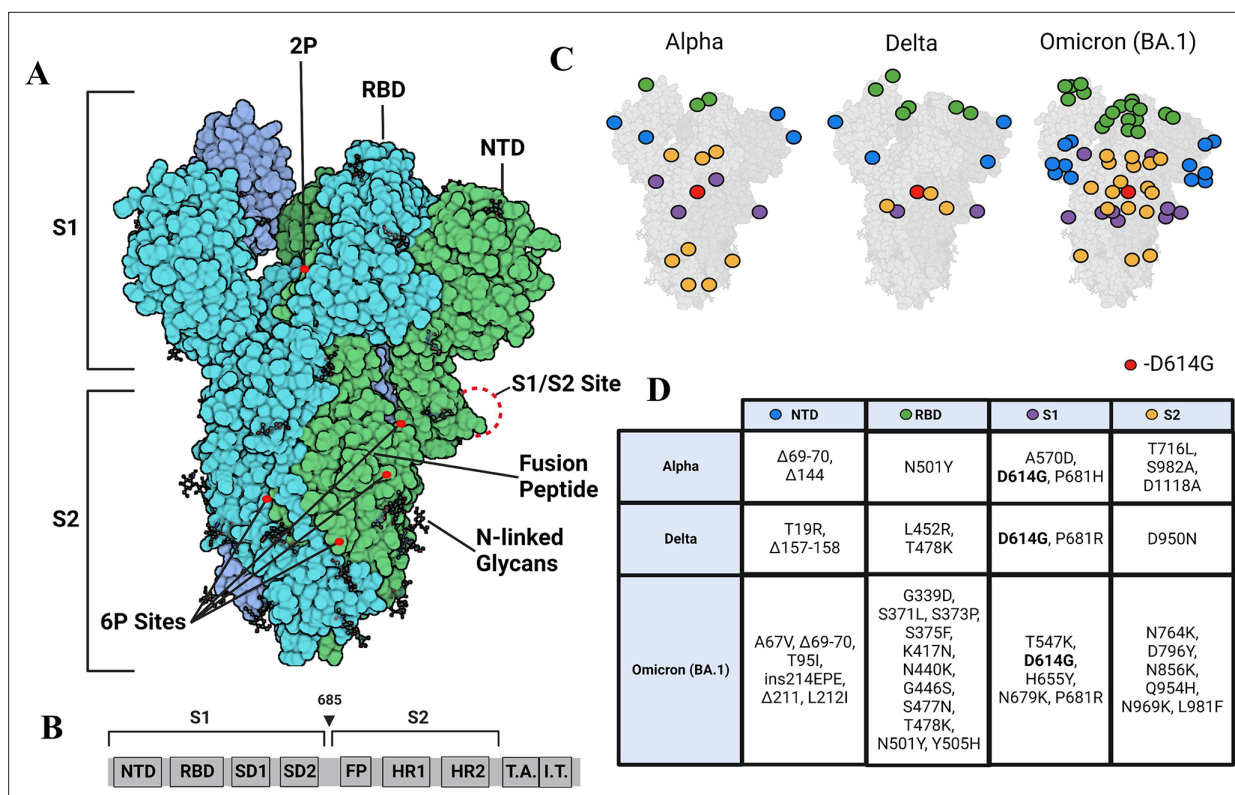 A
2P
RBD
NTD
S1
S2
S1/S2 Site
Fusion
Peptide
N-linked
Glycans
6P Sites
B
S1
685
S2
NTD RBD SD1 SD2 FP HR1 HR2 T.A. I.T.
C
Alpha Delta Omicron (BA.1)
-D614G
D
NTD RBD S1 S2
Alpha
Δ69-70,
Δ144
N501Y
A570D,
D614G, P681H
T716L,
S982A,
D1118A
Delta
T19R,
Δ157-158
L452R,
T478K
D614G, P681R
D950N
Omicron (BA.1)
A67V, Δ69-70,
T95I,
ins214EPE,
Δ211, L212I
G339D,
S371L, S373P,
S375F,
K417N,
N440K,
G446S,
S477N,
T478K,
N501Y, Y505H
T547K,
D614G,
H655Y,
N679K, P681R
N764K,
D796Y,
N856K,
Q954H,
N969K, L981F